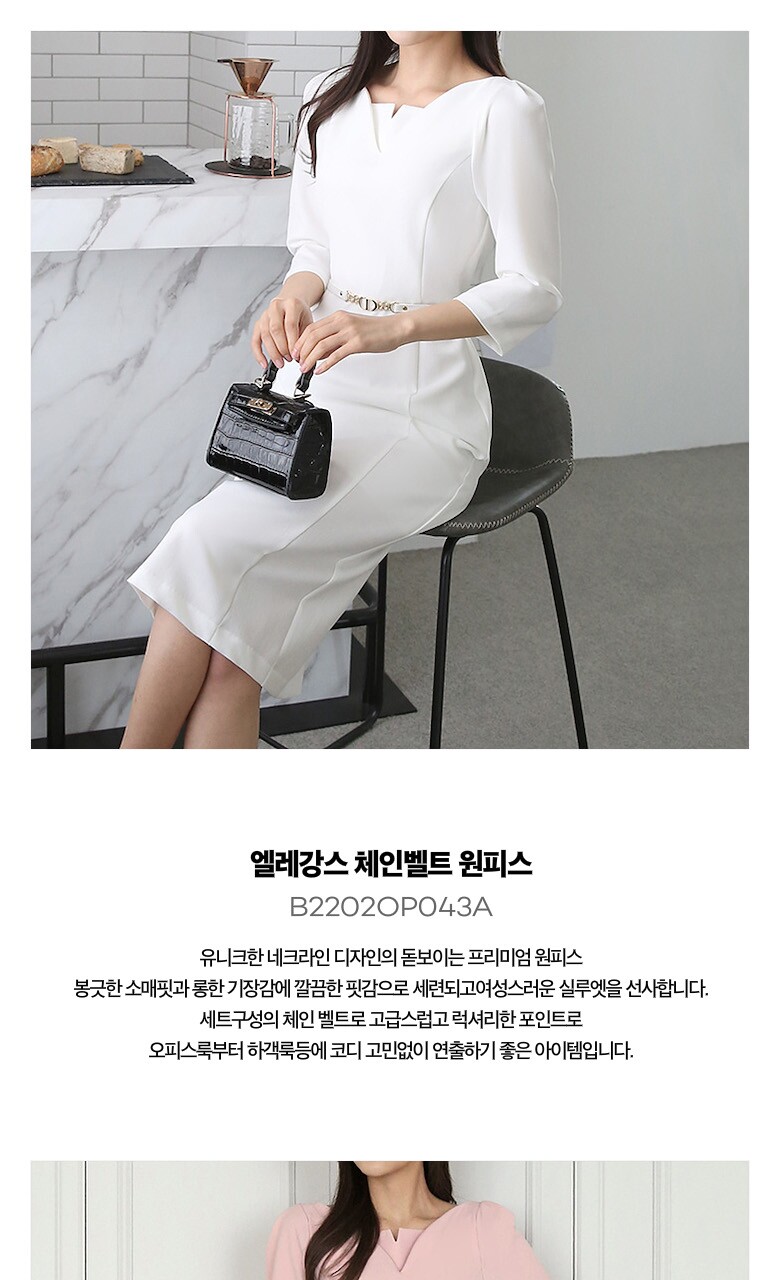 엘레강스 체인벨트 원피스
B2202OP043A
유니크한 네크라인 디자인의 돋보이는 프리미엄 원피스
봉긋한 소매핏과 롱한 기장감에 깔끔한 핏감으로 세련되고여성스러운 실루엣을 선사합니다.
세트구성의 체인 벨트로 고급스럽고 럭셔리한 포인트로
오피스룩부터 하객룩등에 코디 고민없이 연출하기 좋은 아이템입니다.